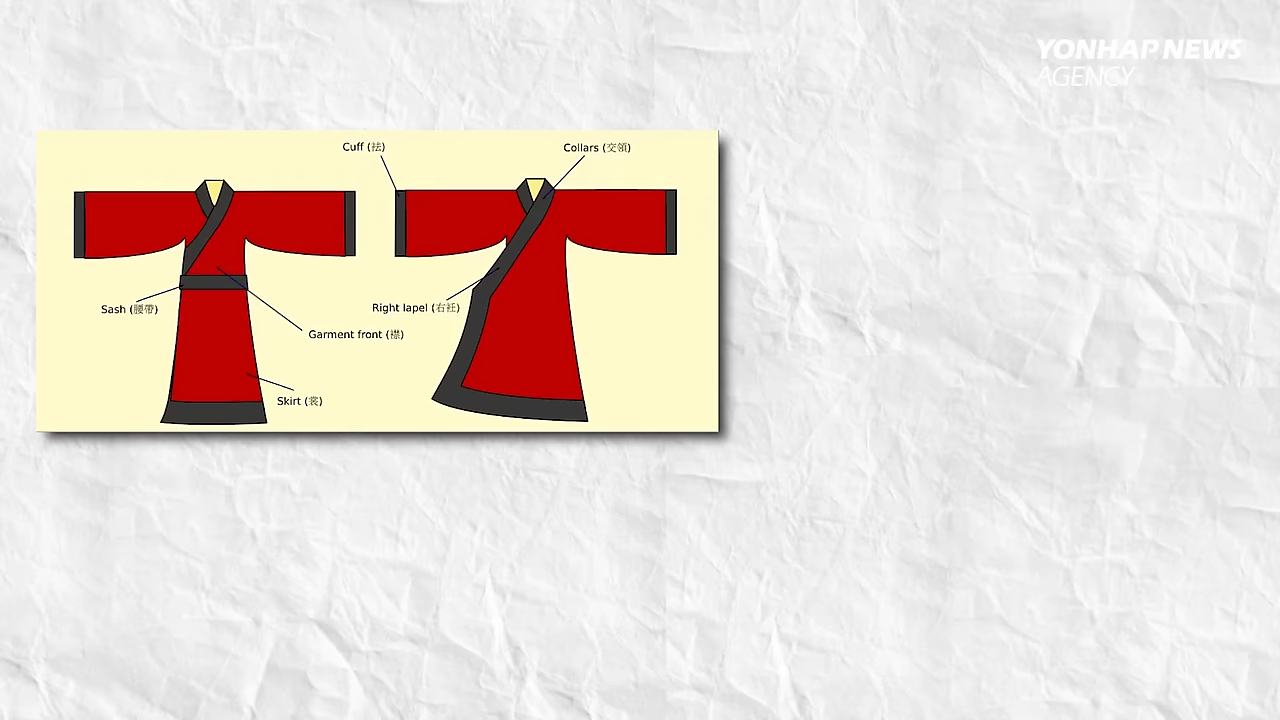 YONHAP NEWS
AGENCY
Cuff (袪)
Collars (交領)
Sash (腰帶)
Right lapel (右衽)
Garment front (襟)
Skirt (裳)